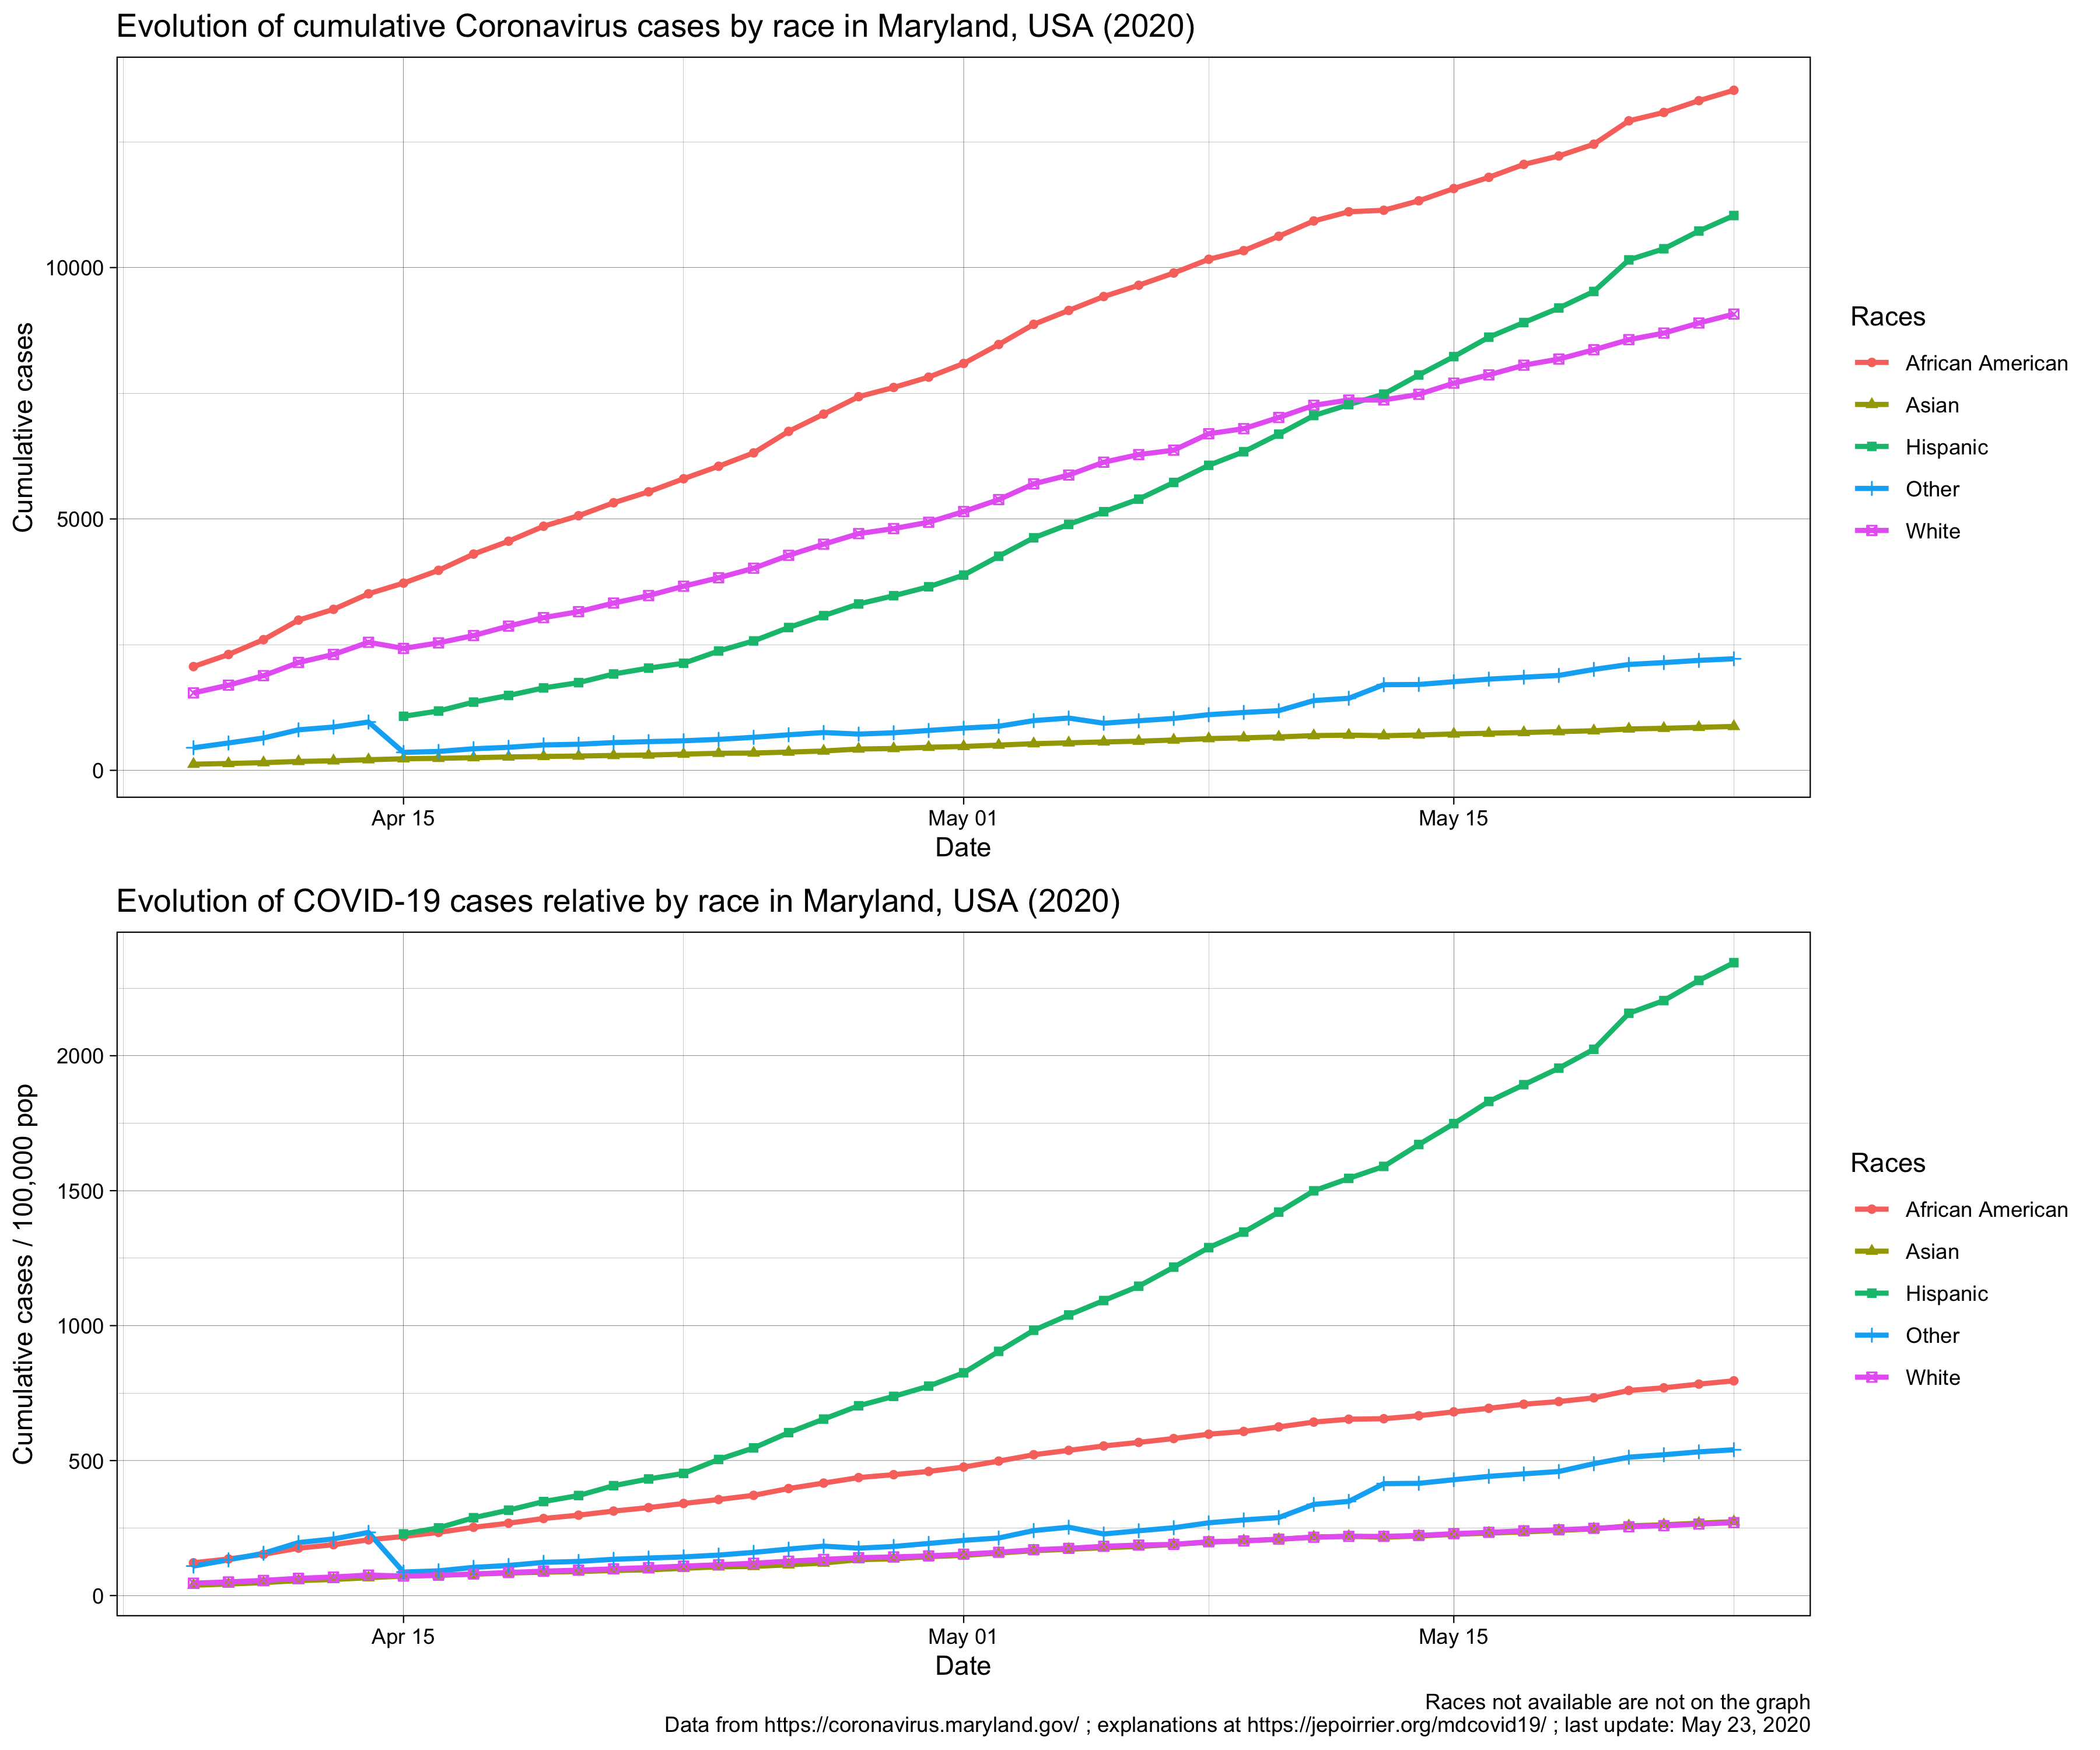 Evolution of cumulative Coronavirus cases by race in Maryland, USA (2020)
Cumulative cases
10000
5000
0
Apr 15
May 01
May 15
Date
Races
African American
Asian
Hispanic
Other
White
Evolution of COVID-19 cases relative by race in Maryland, USA (2020)
Cumulative cases / 100,000 pop
2000
1500
1000
500
0
Apr 15
May 01
May 15
Date
Races
African American
Asian
Hispanic
Other
White
Races not available are not on the graph
Data from https://coronavirus.maryland.gov/ ; explanations at https://jepoirrier.org/mdcovid19/ ; last update: May 23, 2020